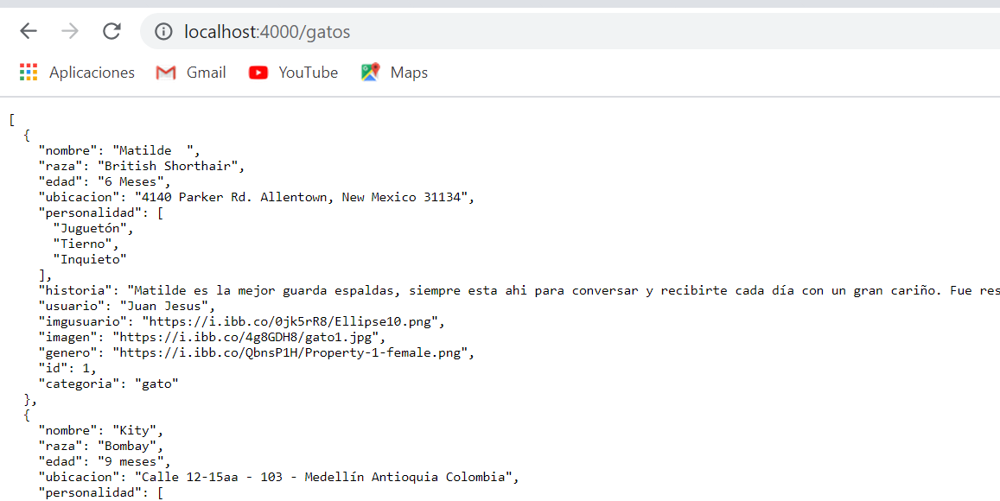 localhost:4000/gatos
Aplicaciones Gmail YouTube Maps
[
  {
    "nombre": "Matilde  ",
    "raza": "British Shorthair",
    "edad": "6 Meses",
    "ubicacion": "4140 Parker Rd. Allentown, New Mexico 31134",
    "personalidad": [
      "Juguetón",
      "Tierno",
      "Inquieto"
    ],
    "historia": "Matilde es la mejor guarda espaldas, siempre esta ahi para conversar y recibirte cada día con un gran cariño. Fue res
    "usuario": "Juan Jesus",
    "imgusuario": "https://i.ibb.co/0jk5rR8/Ellipse10.png",
    "imagen": "https://i.ibb.co/4g8GDH8/gato1.jpg",
    "genero": "https://i.ibb.co/QbnsP1H/Property-1-female.png",
    "id": 1,
    "categoria": "gato"
  },
  {
    "nombre": "Kity",
    "raza": "Bombay",
    "edad": "9 meses",
    "ubicacion": "Calle 12-15aa - 103 - Medellín Antioquia Colombia",
    "personalidad": [